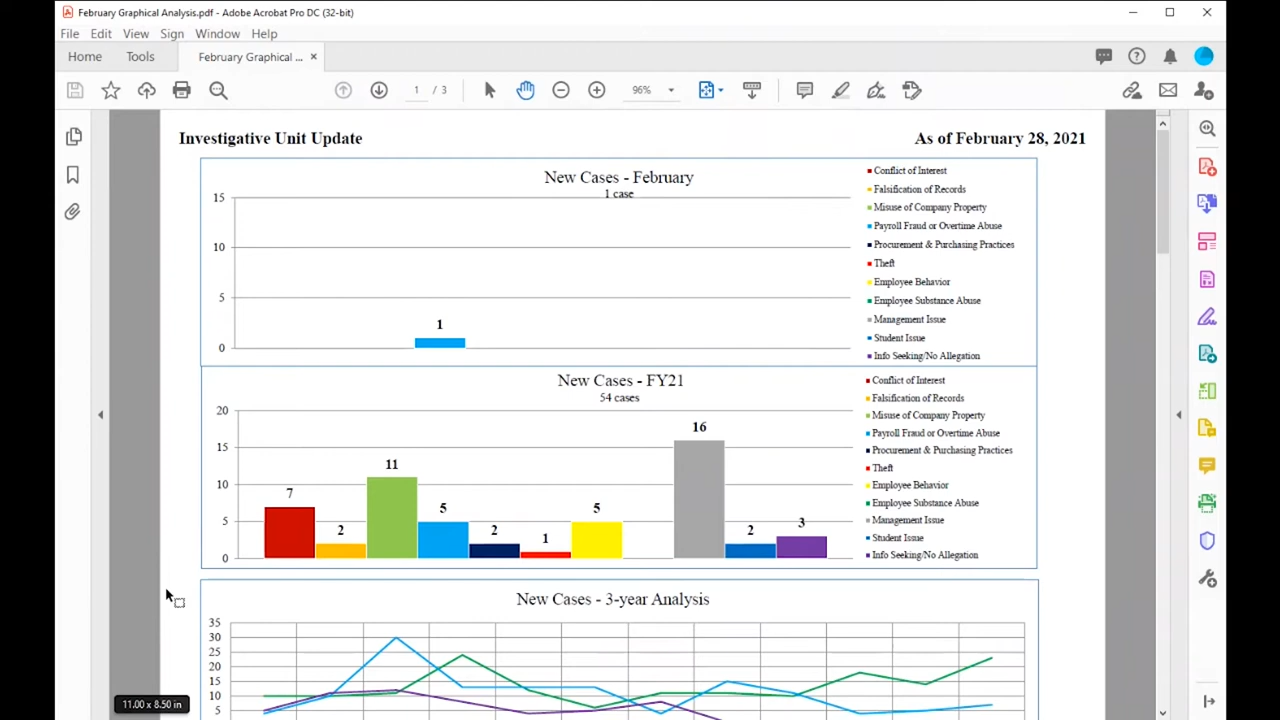 February Graphical Analysis.pdf - Adobe Acrobat Pro DC (32-bit)
File Edit View Sign Window Help
Home Tools February Graphical ... ×
1 / 3 96%
Investigative Unit Update As of February 28, 2021
New Cases - February
1 case
15
10
5
0
1
Conflict of Interest
Falsification of Records
Misuse of Company Property
Payroll Fraud or Overtime Abuse
Procurement & Purchasing Practices
Theft
Employee Behavior
Employee Substance Abuse
Management Issue
Student Issue
Info Seeking/No Allegation
New Cases - FY21
54 cases
20
15
10
5
0
7
2
11
5
2
1
5
16
2
3
Conflict of Interest
Falsification of Records
Misuse of Company Property
Payroll Fraud or Overtime Abuse
Procurement & Purchasing Practices
Theft
Employee Behavior
Employee Substance Abuse
Management Issue
Student Issue
Info Seeking/No Allegation
New Cases - 3-year Analysis
35
30
25
20
15
10
5
11.00 x 8.50 in